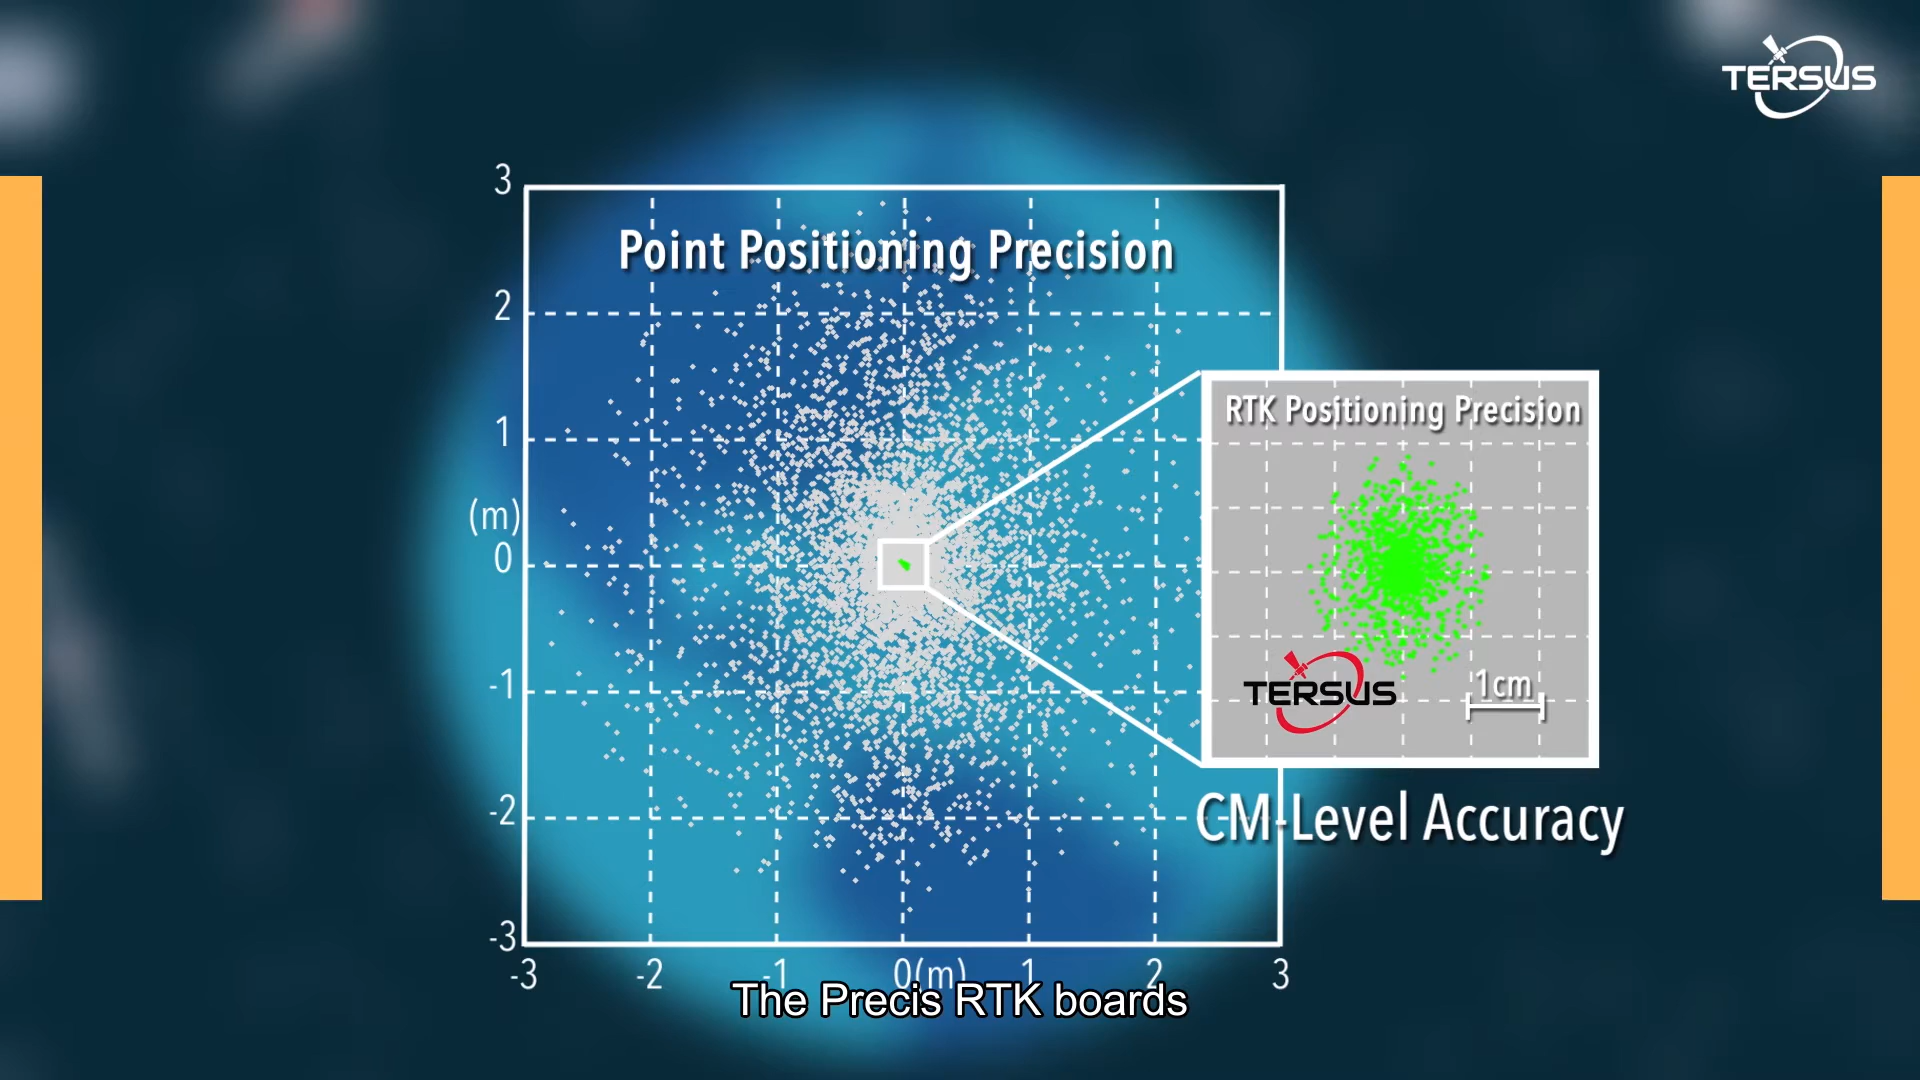 TERSUS
3
Point Positioning Precision
2
RTK Positioning Precision
1
(m)
0
TERSUS
1cm
-1
-2
CM-Level Accuracy
-3
-3 -2 -1 0(m) 1 2 3
The Precis RTK boards